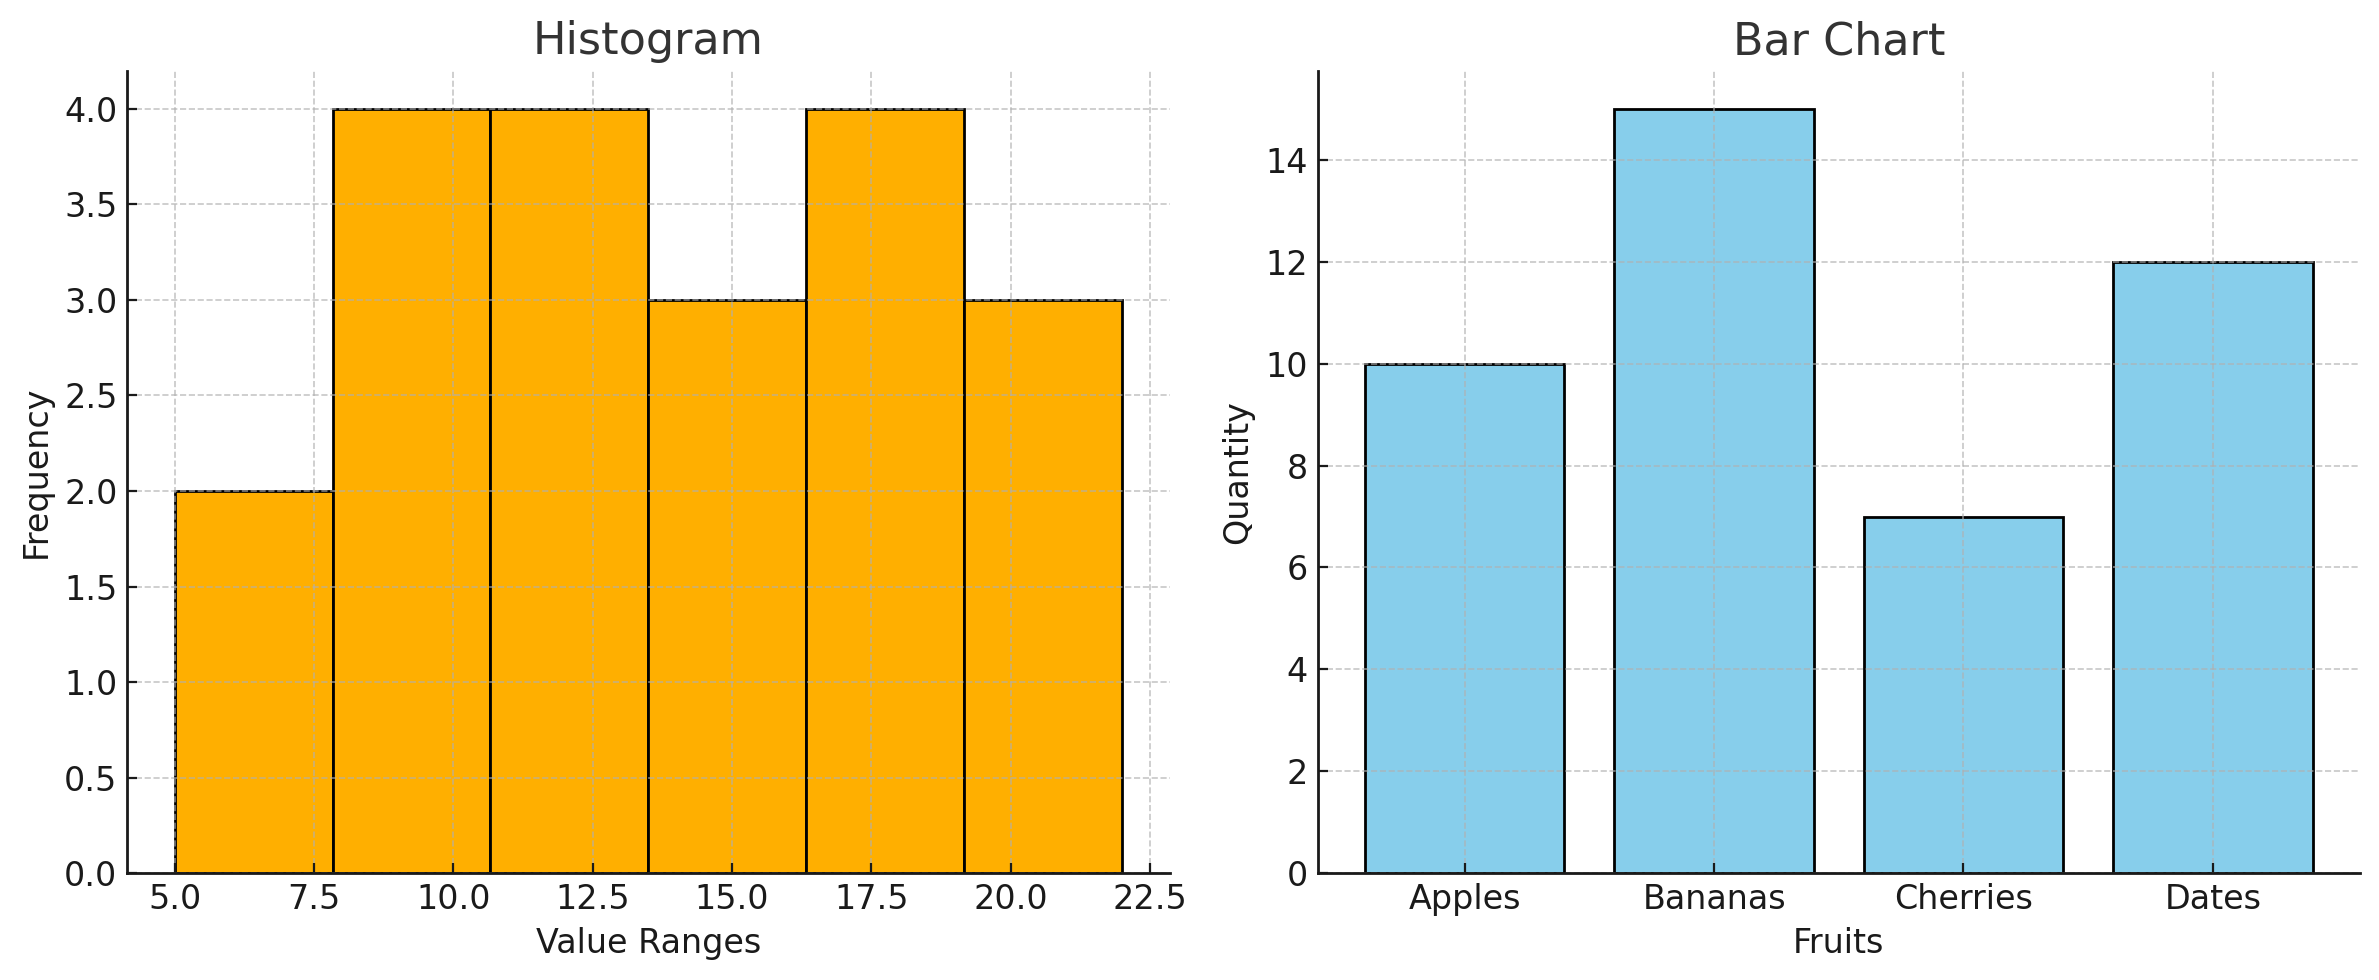 Histogram
4.0
3.5
3.0
2.5
2.0
1.5
1.0
0.5
0.0
Frequency
5.0 7.5 10.0 12.5 15.0 17.5 20.0 22.5
Value Ranges
Bar Chart
14
12
10
8
6
4
2
0
Quantity
Apples Bananas Cherries Dates
Fruits